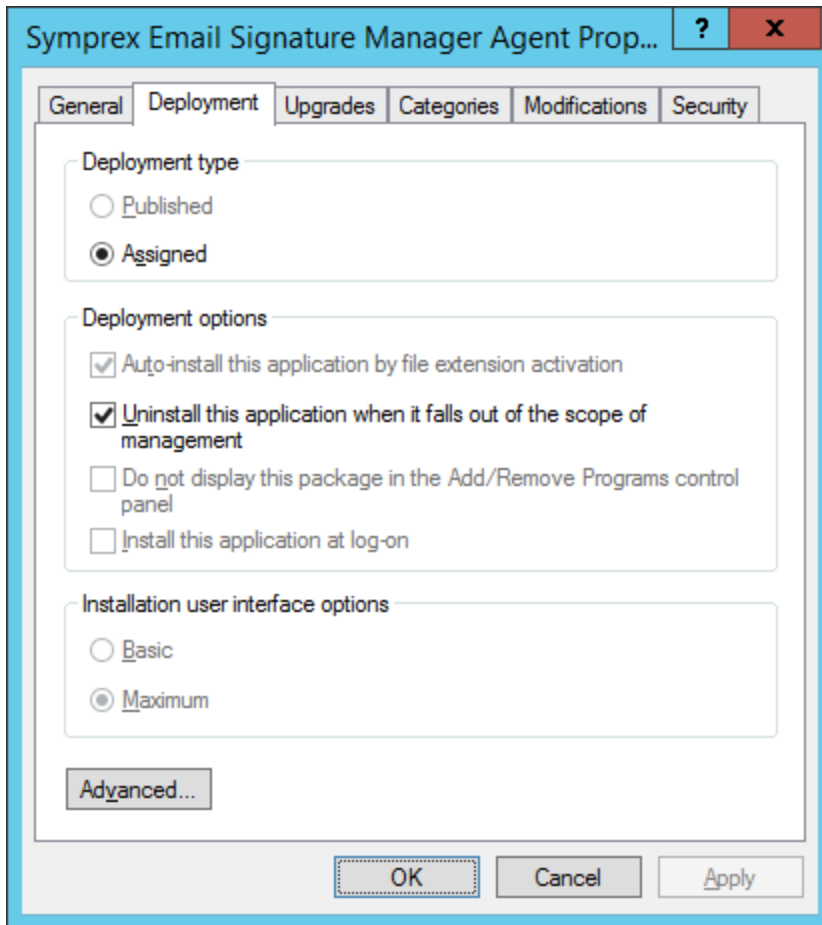 Symprex Email Signature Manager Agent Prop... ? x
General Deployment Upgrades Categories Modifications Security
Deployment type
Published
Assigned
Deployment options
Auto-install this application by file extension activation
Uninstall this application when it falls out of the scope of
management
Do not display this package in the Add/Remove Programs control
panel
Install this application at log-on
Installation user interface options
Basic
Maximum
Advanced...
OK Cancel Apply